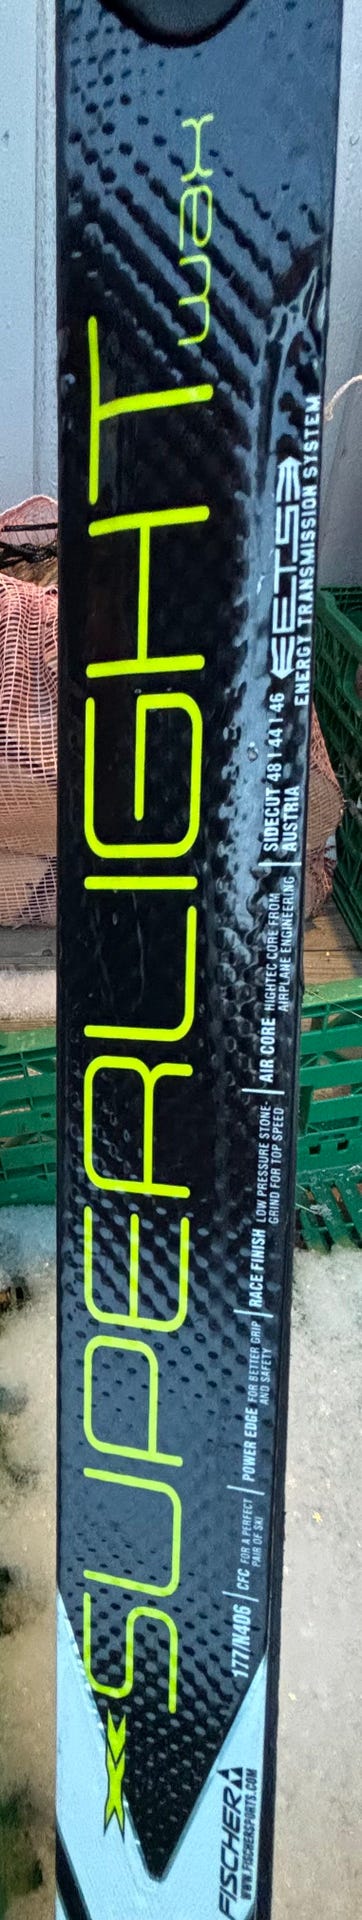 XC SUPERLIGHT wax
FISCHER
WWW.FISCHERSPORTS.COM
177/N406 | CFC FOR A PERFECT
PAIR OF SKI
POWER EDGE FOR BETTER GRIP
AND SAFETY
RACE FINISH LOW PRESSURE STONE-
GRIND FOR TOP SPEED
AIR CORE HIGHTEC CORE FROM
AIRPLANE ENGINEERING
SIDECUT 48 | 44 | 46
AUSTRIA
ETS
ENERGY TRANSMISSION SYSTEM